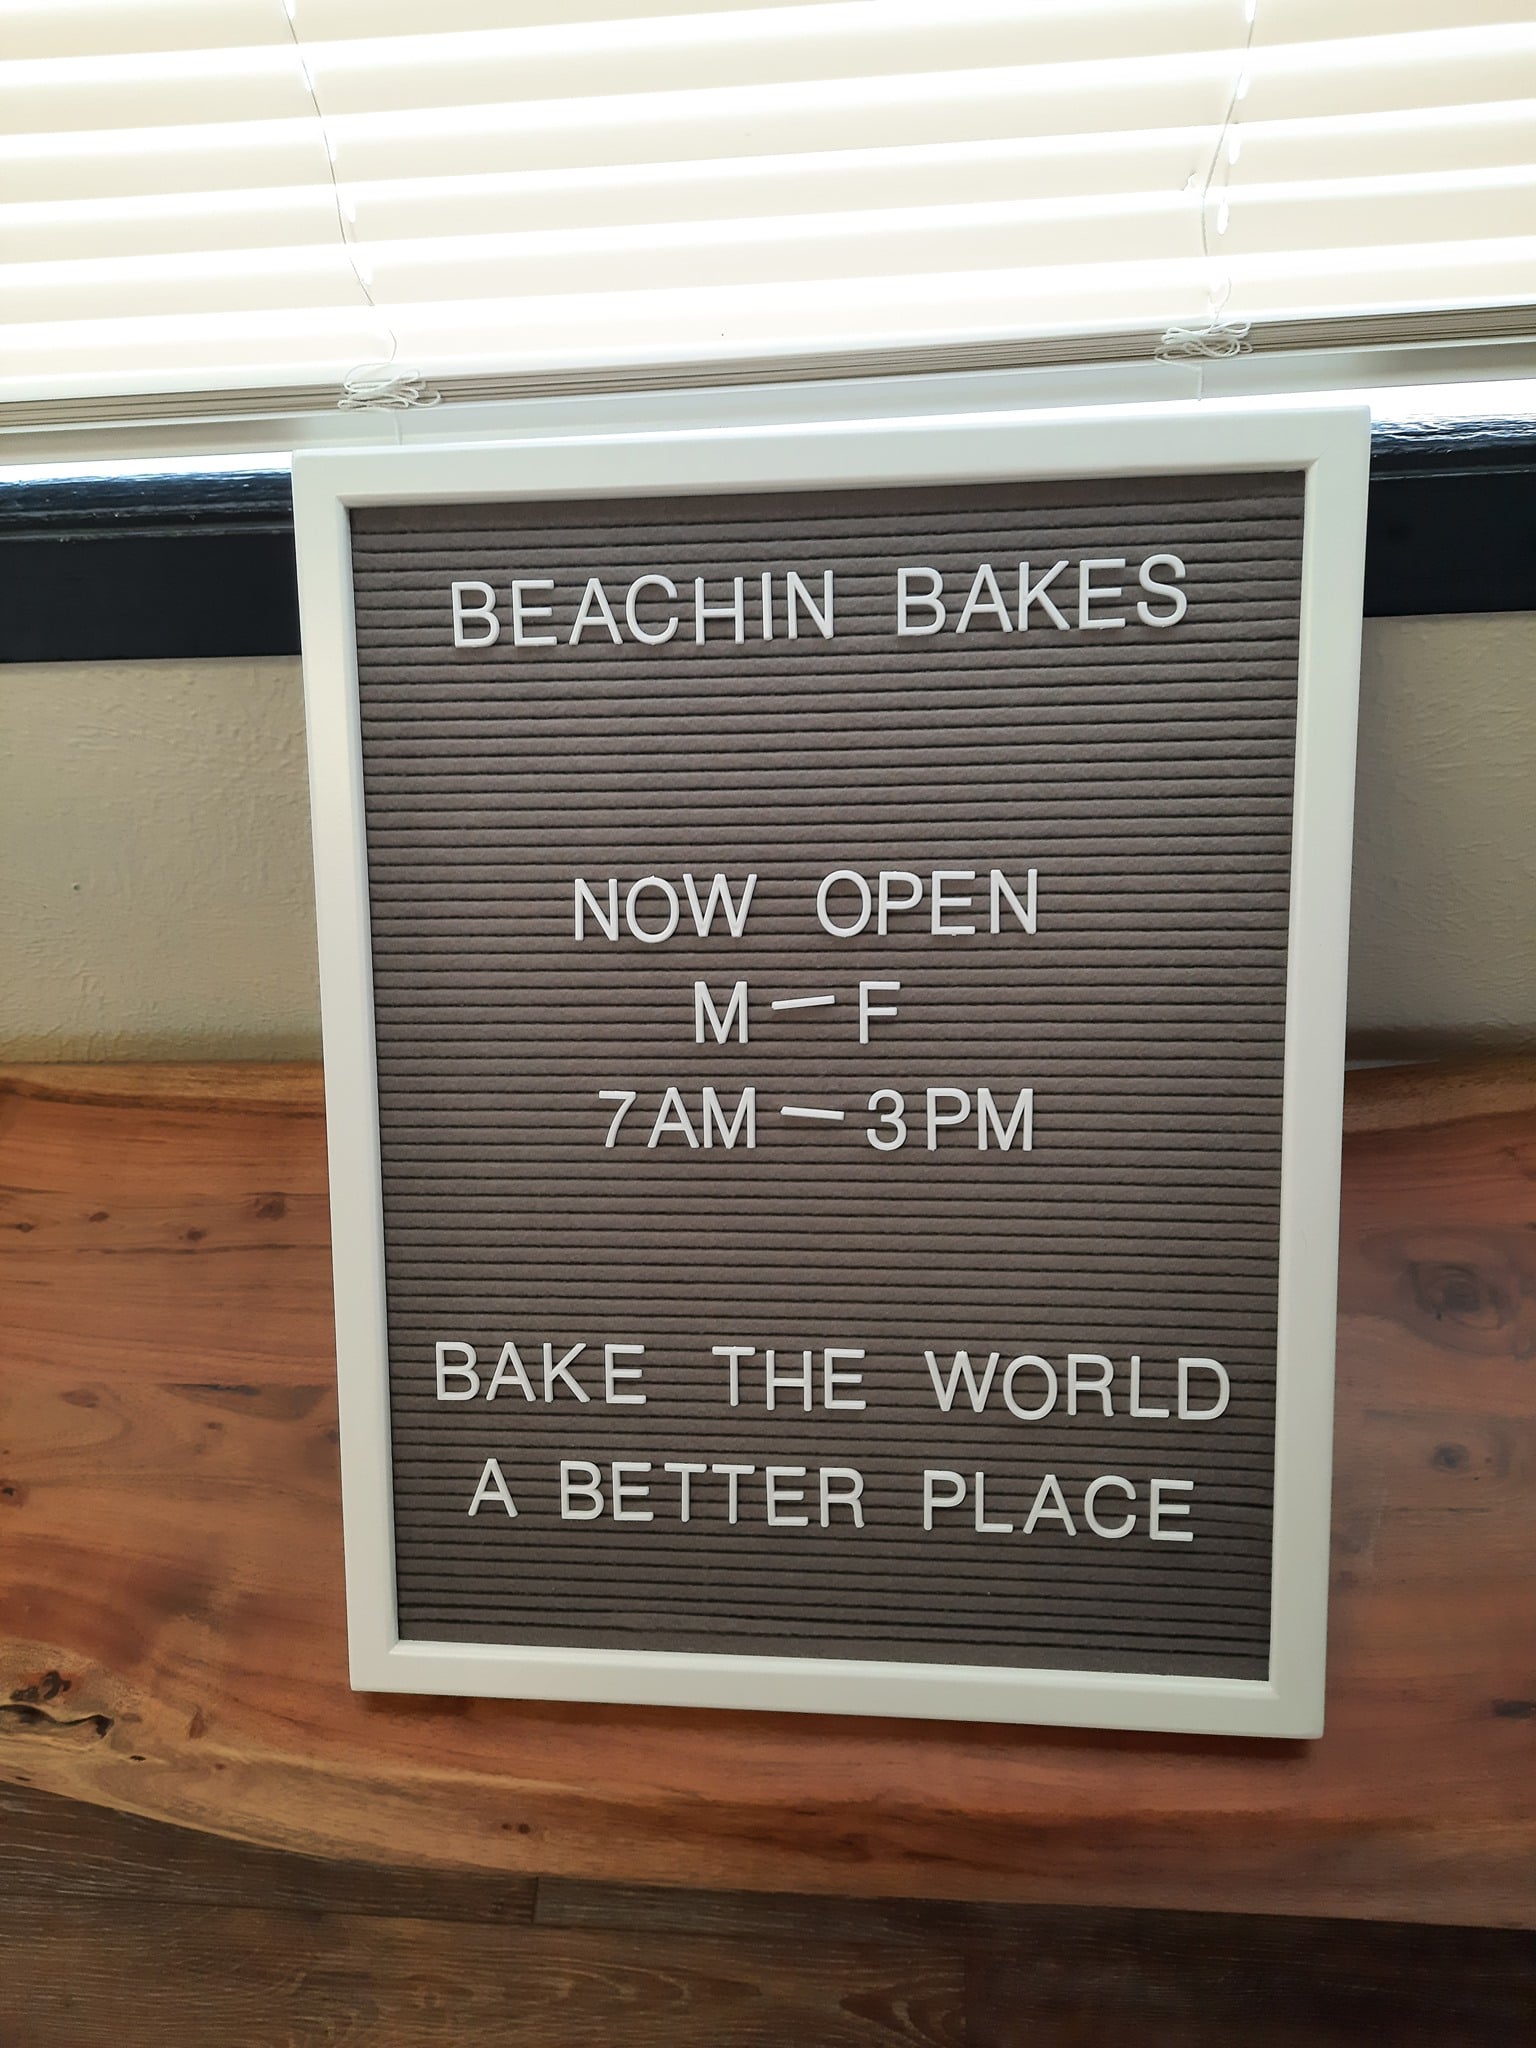 BEACHIN BAKES
NOW OPEN
M — F
7AM — 3PM
BAKE THE WORLD
A BETTER PLACE